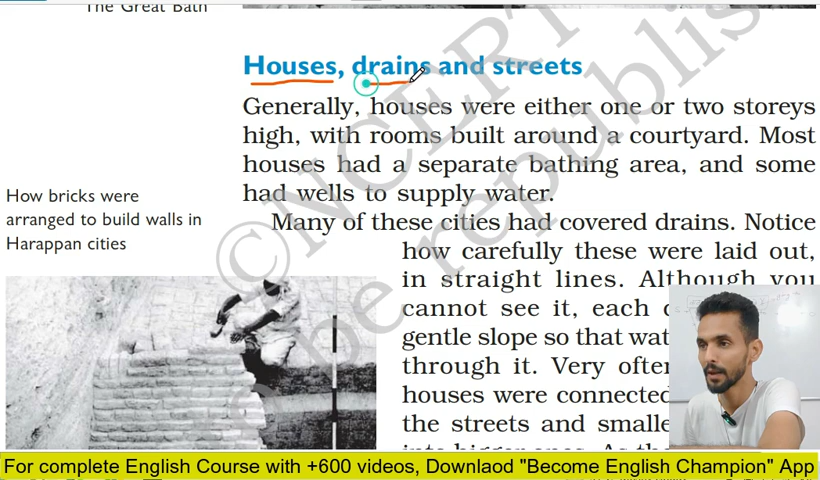 The Great Bath
Houses, drains and streets
Generally, houses were either one or two storeys
high, with rooms built around a courtyard. Most
houses had a separate bathing area, and some
had wells to supply water.
How bricks were
arranged to build walls in
Harappan cities
Many of these cities had covered drains. Notice
how carefully these were laid out,
in straight lines. Although you
cannot see it, each
gentle slope so that
through it. Very
houses were connected
the streets and
©NCERT
be republis
For complete English Course with +600 videos, Downlaod "Become English Champion" App